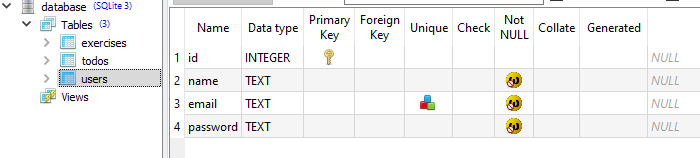 database (SQLite 3)
Tables
exercises
todos
users
Views
Name Data type Primary Key Foreign Key Unique Check Not NULL Collate Generated
1 id INTEGER NULL
2 name TEXT NULL
3 email TEXT NULL
4 password TEXT NULL